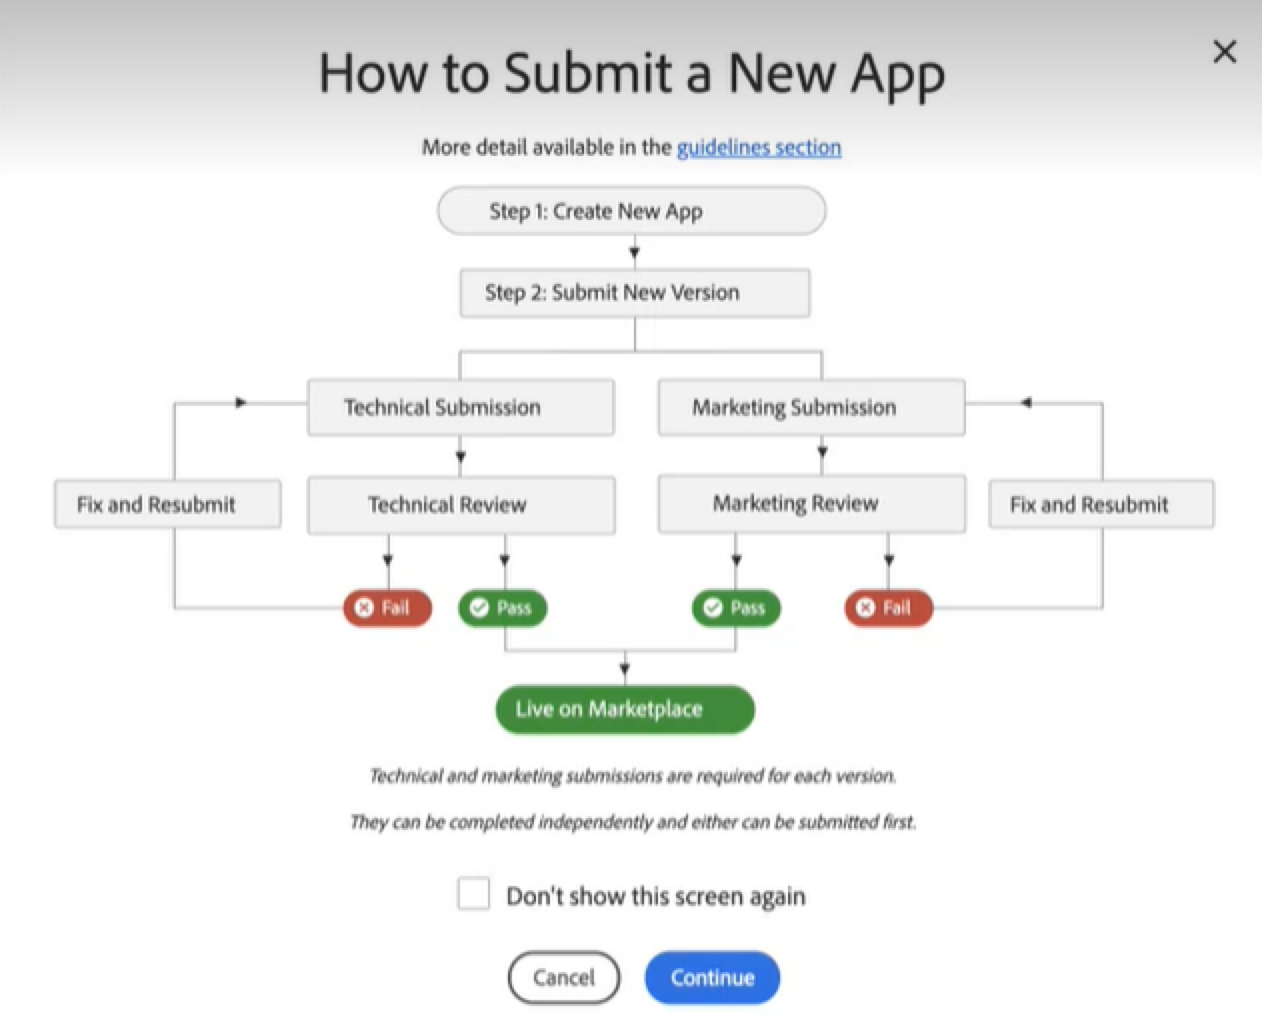 How to Submit a New App
More detail available in the guidelines section
Step 1: Create New App
Step 2: Submit New Version
Technical Submission
Marketing Submission
Fix and Resubmit
Technical Review
Marketing Review
Fix and Resubmit
Fail
Pass
Pass
Fail
Live on Marketplace
Technical and marketing submissions are required for each version.
They can be completed independently and either can be submitted first.
Don't show this screen again
Cancel
Continue